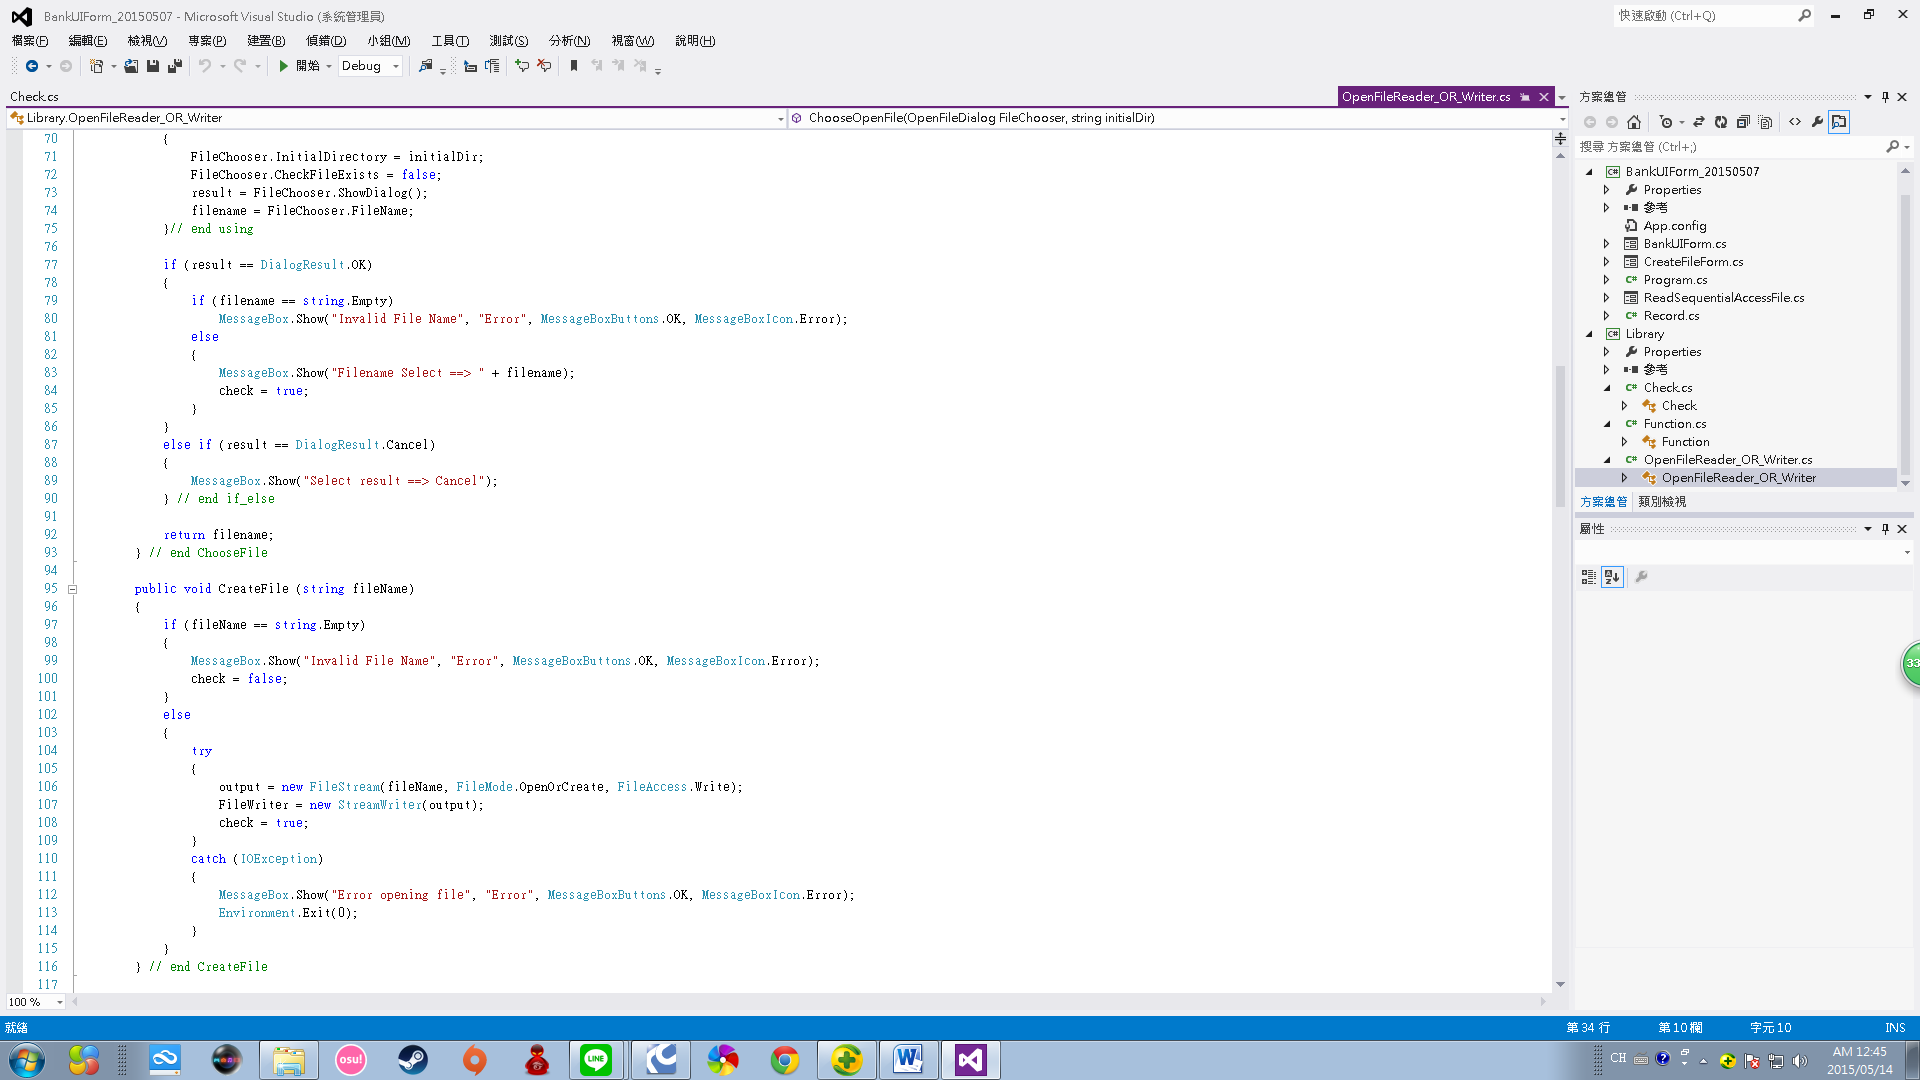 BankUIForm_20150507 - Microsoft Visual Studio (系統管理員)
快速啟動 (Ctrl+Q)
檔案(F) 編輯(E) 檢視(V) 專案(P) 建置(B) 偵錯(D) 小組(M) 工具(T) 測試(S) 分析(N) 視窗(W) 說明(H)
開始 Debug
Check.cs
OpenFileReader_OR_Writer.cs
Library.OpenFileReader_OR_Writer
ChooseOpenFile(OpenFileDialog FileChooser, string initialDir)
70 {
71 FileChooser.InitialDirectory = initialDir;
72 FileChooser.CheckFileExists = false;
73 result = FileChooser.ShowDialog();
74 filename = FileChooser.FileName;
75 }// end using
76
77 if (result == DialogResult.OK)
78 {
79 if (filename == string.Empty)
80 MessageBox.Show("Invalid File Name", "Error", MessageBoxButtons.OK, MessageBoxIcon.Error);
81 else
82 {
83 MessageBox.Show("Filename Select ==> " + filename);
84 check = true;
85 }
86 }
87 else if (result == DialogResult.Cancel)
88 {
89 MessageBox.Show("Select result ==> Cancel");
90 } // end if_else
91
92 return filename;
93 } // end ChooseFile
94
95 public void CreateFile (string fileName)
96 {
97 if (fileName == string.Empty)
98 {
99 MessageBox.Show("Invalid File Name", "Error", MessageBoxButtons.OK, MessageBoxIcon.Error);
100 check = false;
101 }
102 else
103 {
104 try
105 {
106 output = new FileStream(fileName, FileMode.OpenOrCreate, FileAccess.Write);
107 FileWriter = new StreamWriter(output);
108 check = true;
109 }
110 catch (IOException)
111 {
112 MessageBox.Show("Error opening file", "Error", MessageBoxButtons.OK, MessageBoxIcon.Error);
113 Environment.Exit(0);
114 }
115 }
116 } // end CreateFile
117
100 %
方案總管
搜尋 方案總管 (Ctrl+;)
BankUIForm_20150507
Properties
參考
App.config
BankUIForm.cs
CreateFileForm.cs
Program.cs
ReadSequentialAccessFile.cs
Record.cs
Library
Properties
參考
Check.cs
Check
Function.cs
Function
OpenFileReader_OR_Writer.cs
OpenFileReader_OR_Writer
方案總管 類別檢視
屬性
33
就緒 第 34 行 第 10 欄 字元 10 INS
osu!
LINE
CH
AM 12:45
2015/05/14